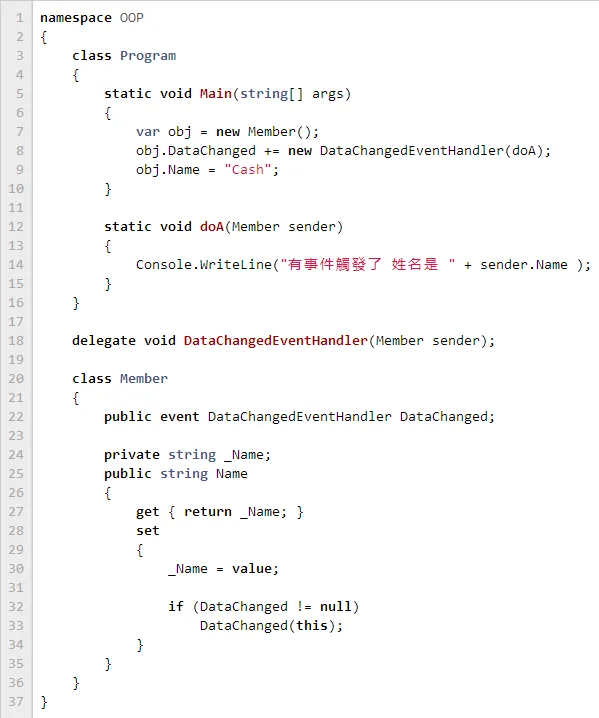 1 namespace OOP
2 {
3     class Program
4     {
5         static void Main(string[] args)
6         {
7             var obj = new Member();
8             obj.DataChanged += new DataChangedEventHandler(doA);
9             obj.Name = "Cash";
10         }
11
12         static void doA(Member sender)
13         {
14             Console.WriteLine("有事件觸發了 姓名是 " + sender.Name );
15         }
16     }
17
18     delegate void DataChangedEventHandler(Member sender);
19
20     class Member
21     {
22         public event DataChangedEventHandler DataChanged;
23
24         private string _Name;
25         public string Name
26         {
27             get { return _Name; }
28             set
29             {
30                 _Name = value;
31
32                 if (DataChanged != null)
33                     DataChanged(this);
34             }
35         }
36     }
37 }